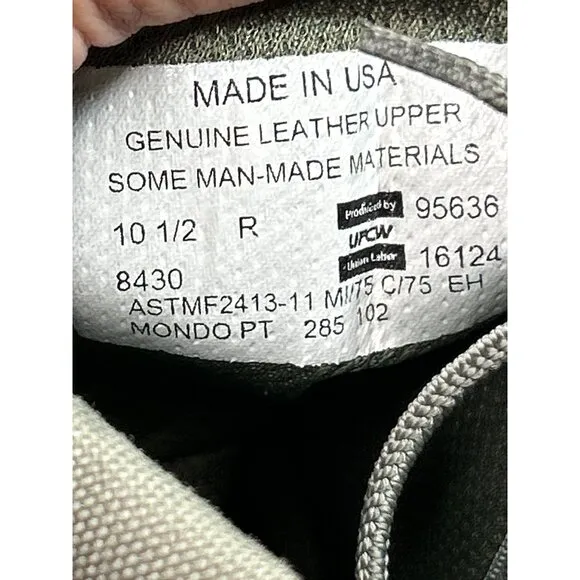 MADE IN USA
GENUINE LEATHER UPPER
SOME MAN-MADE MATERIALS
10 1/2 R
Produced by 95636
UFCW
Union Labor 16124
8430
ASTMF2413-11 MI/75 C/75 EH
MONDO PT 285 102